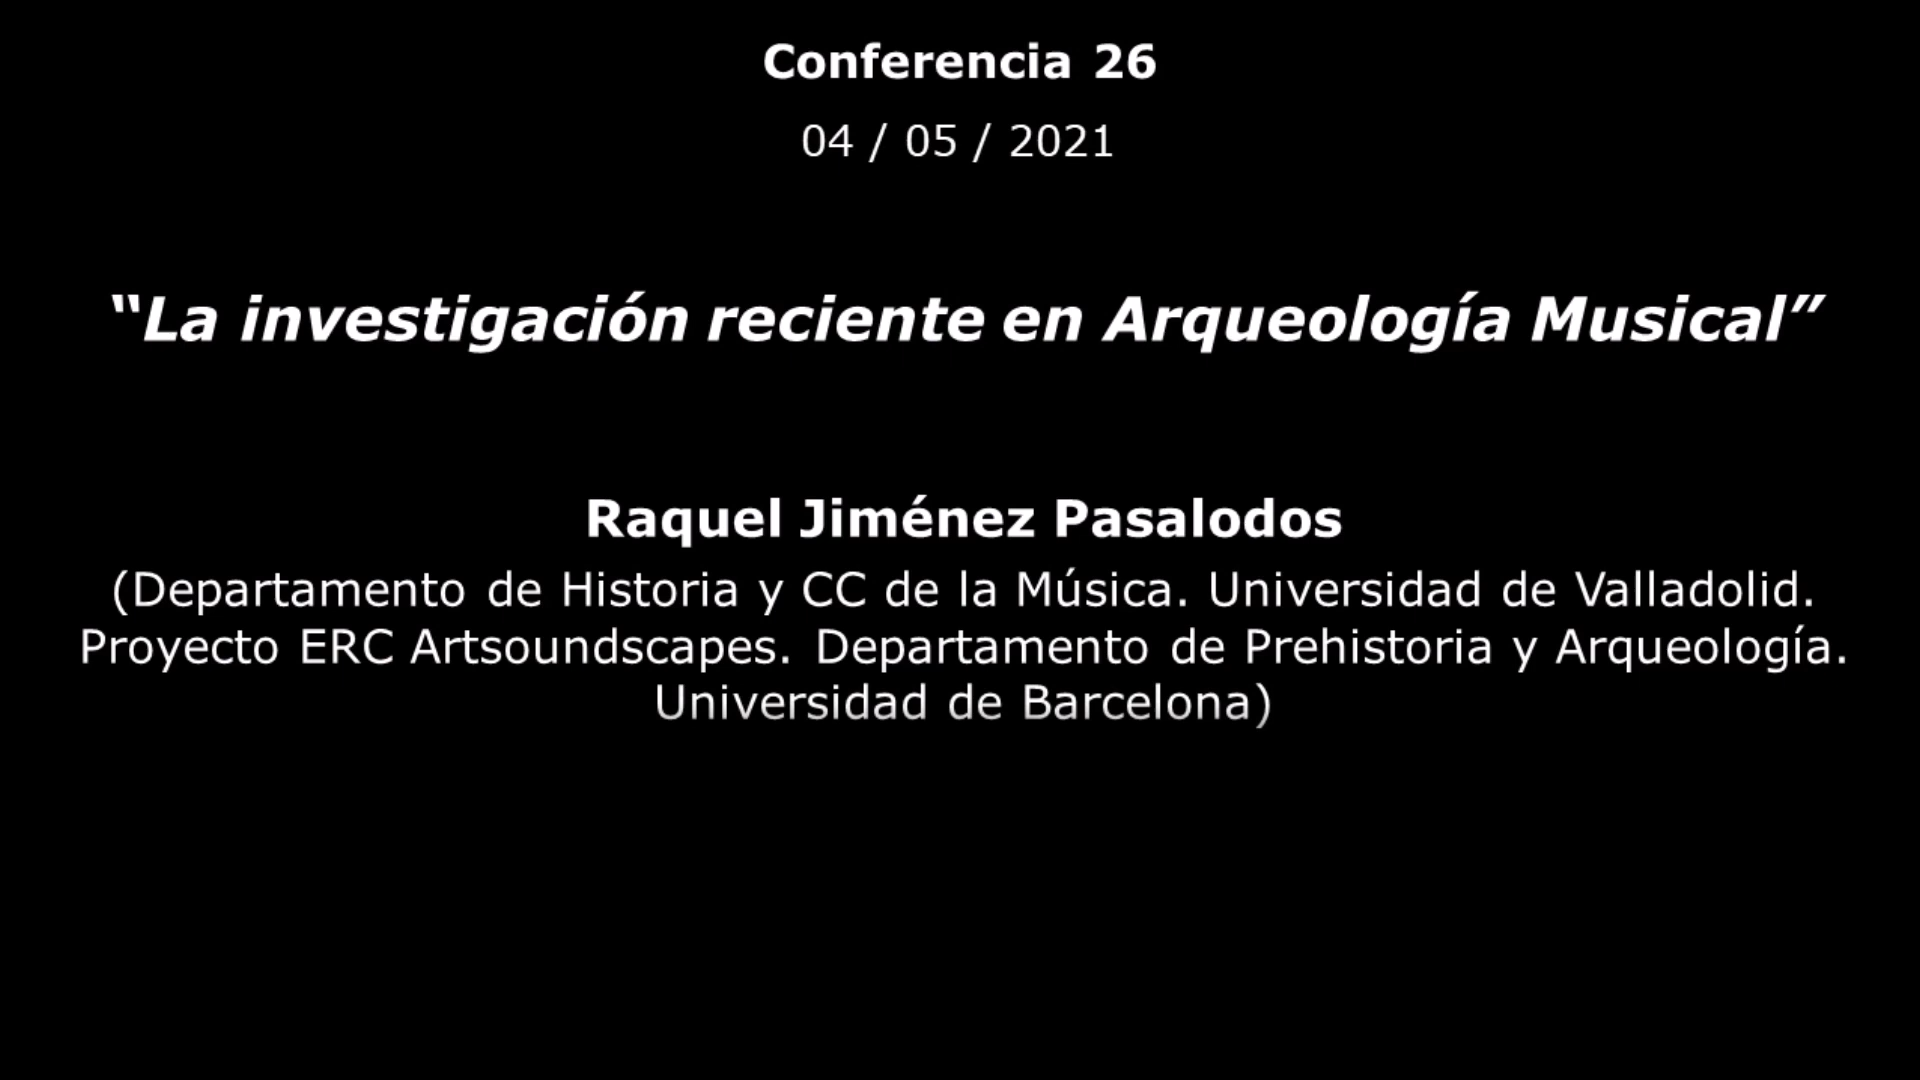 Conferencia 26
04 / 05 / 2021
“La investigación reciente en Arqueología Musical”
Raquel Jiménez Pasalodos
(Departamento de Historia y CC de la Música. Universidad de Valladolid.
Proyecto ERC Artsoundscapes. Departamento de Prehistoria y Arqueología.
Universidad de Barcelona)